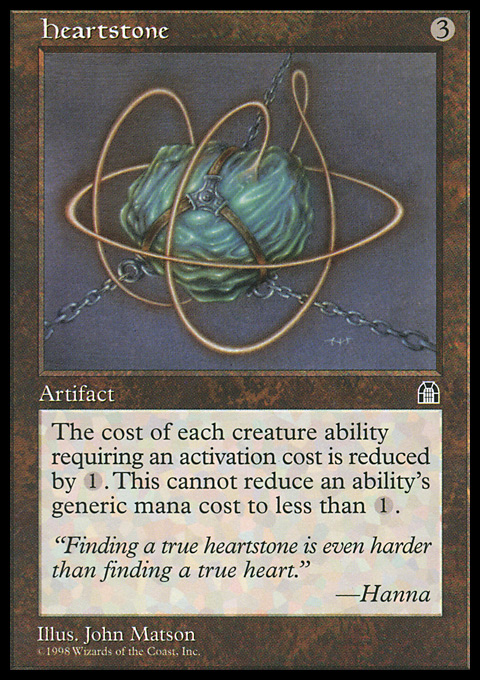 Heartstone 3
Artifact
The cost of each creature ability
requiring an activation cost is reduced
by 1. This cannot reduce an ability's
generic mana cost to less than 1.
“Finding a true heartstone is even harder
than finding a true heart.”
—Hanna
Illus. John Matson
©1998 Wizards of the Coast, Inc.